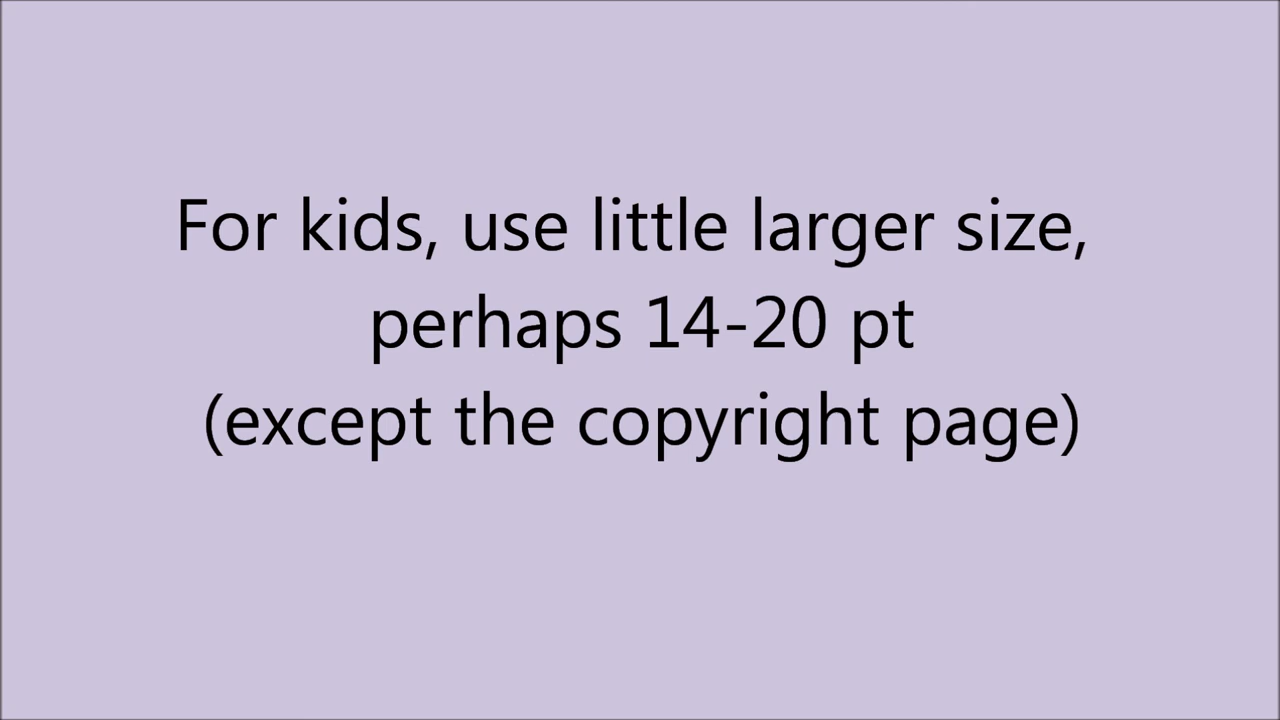 For kids, use little larger size,
perhaps 14-20 pt
(except the copyright page)